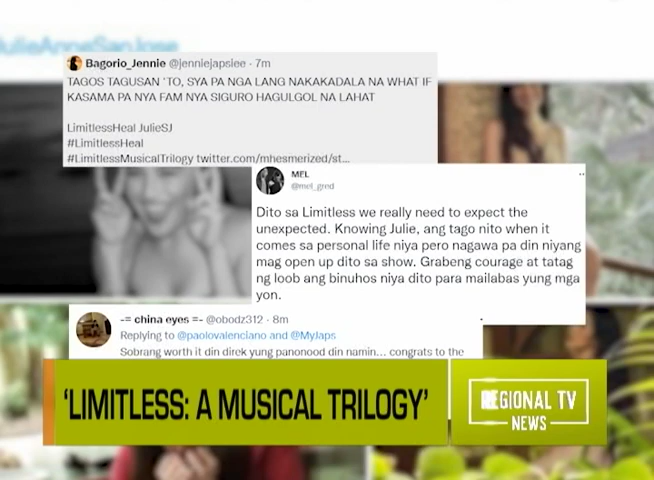 JulieAnneSanJose
Bagorio_Jennie @jenniejapslee · 7m
TAGOS TAGUSAN 'TO, SYA PA NGA LANG NAKAKADALA NA WHAT IF
KASAMA PA NYA FAM NYA SIGURO HAGULGOL NA LAHAT
LimitlessHeal JulieSJ
#LimitlessHeal
#LimitlessMusicalTrilogy twitter.com/mhesmerized/st...
MEL
@mel_gred
Dito sa Limitless we really need to expect the
unexpected. Knowing Julie, ang tago nito when it
comes sa personal life niya pero nagawa pa din niyang
mag open up dito sa show. Grabeng courage at tatag
ng loob ang binuhos niya dito para mailabas yung mga
yon.
-= china eyes =- @obodz312 · 8m
Replying to @paolovalenciano and @MyJaps
Sobrang worth it din direk yung panonood din namin... congrats to the
'LIMITLESS: A MUSICAL TRILOGY'
REGIONAL TV
NEWS